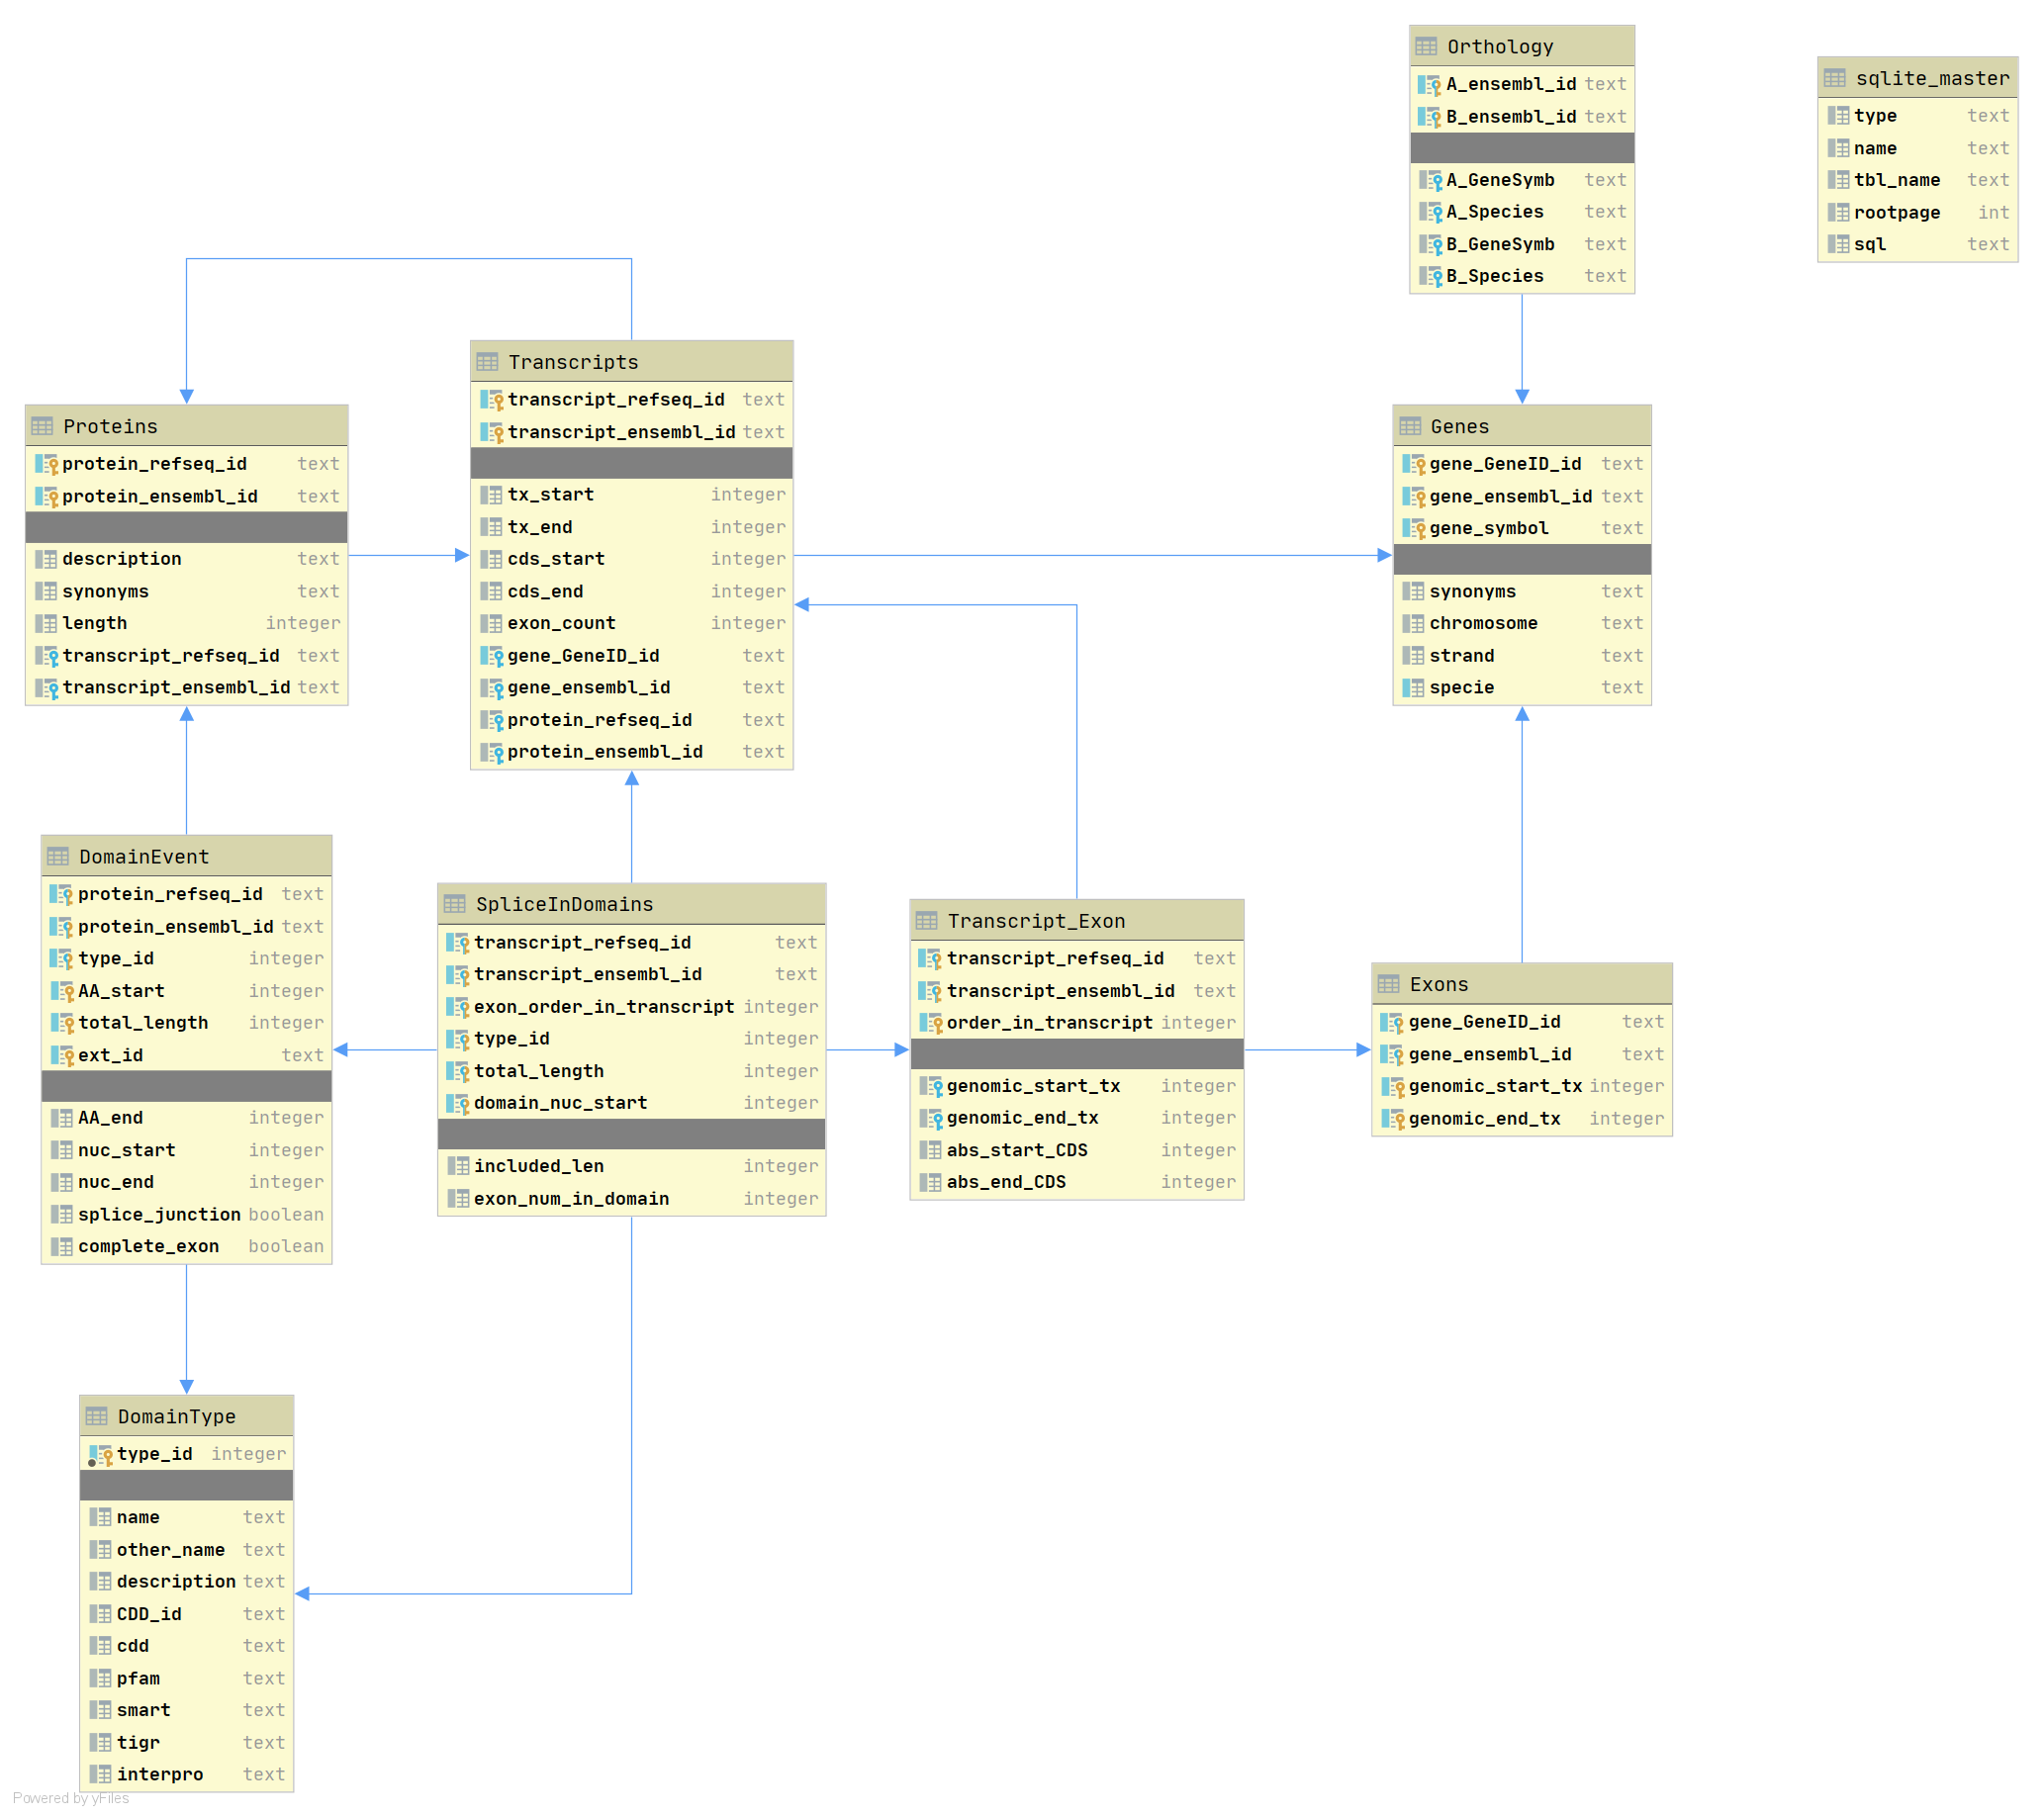 Orthology
A_ensembl_id text
B_ensembl_id text
A_GeneSymb text
A_Species text
B_GeneSymb text
B_Species text
sqlite_master
type text
name text
tbl_name text
rootpage int
sql text
Transcripts
transcript_refseq_id text
transcript_ensembl_id text
tx_start integer
tx_end integer
cds_start integer
cds_end integer
exon_count integer
gene_GeneID_id text
gene_ensembl_id text
protein_refseq_id text
protein_ensembl_id text
Proteins
protein_refseq_id text
protein_ensembl_id text
description text
synonyms text
length integer
transcript_refseq_id text
transcript_ensembl_id text
Genes
gene_GeneID_id text
gene_ensembl_id text
gene_symbol text
synonyms text
chromosome text
strand text
specie text
DomainEvent
protein_refseq_id text
protein_ensembl_id text
type_id integer
AA_start integer
total_length integer
ext_id text
AA_end integer
nuc_start integer
nuc_end integer
splice_junction boolean
complete_exon boolean
SpliceInDomains
transcript_refseq_id text
transcript_ensembl_id text
exon_order_in_transcript integer
type_id integer
total_length integer
domain_nuc_start integer
included_len integer
exon_num_in_domain integer
Transcript_Exon
transcript_refseq_id text
transcript_ensembl_id text
order_in_transcript integer
genomic_start_tx integer
genomic_end_tx integer
abs_start_CDS integer
abs_end_CDS integer
Exons
gene_GeneID_id text
gene_ensembl_id text
genomic_start_tx integer
genomic_end_tx integer
DomainType
type_id integer
name text
other_name text
description text
CDD_id text
cdd text
pfam text
smart text
tigr text
interpro text
Powered by yFiles